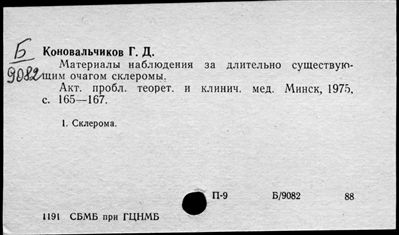 Б
9082
Коновальчиков Г. Д.
Материалы наблюдения за длительно существую-
щим очагом склеромы.
Акт. пробл. теорет. и клинич. мед. Минск, 1975,
с. 165—167.
1. Склерома.
П-9 Б/9082 88
1191 СБМБ при ГЦНМБ